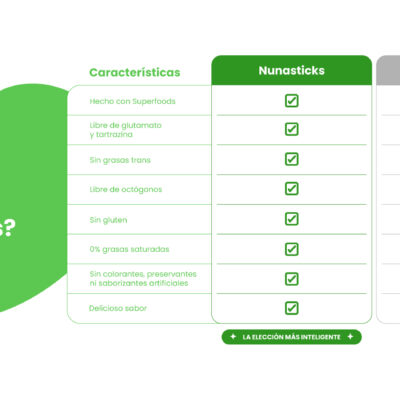 Características
Nunasticks
Hecho con Superfoods
Libre de glutamato
y tartrazina
Sin grasas trans
Libre de octógonos
s?
Sin gluten
0% grasas saturadas
Sin colorantes, preservantes
ni saborizantes artificiales
Delicioso sabor
LA ELECCIÓN MÁS INTELIGENTE